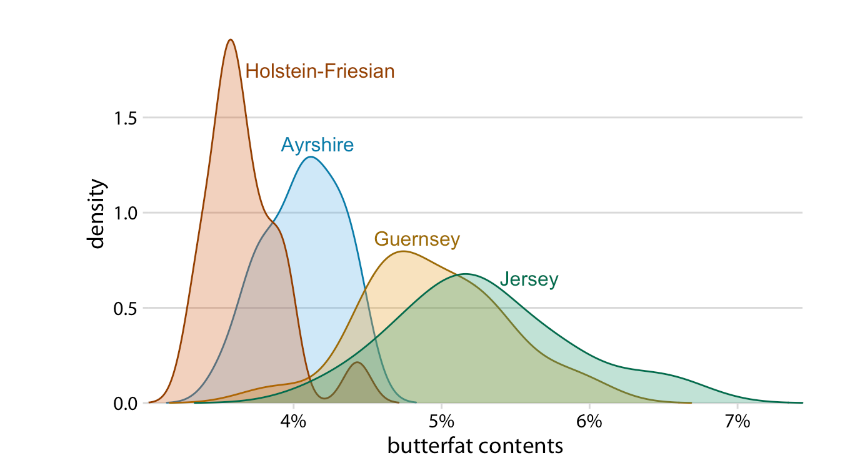 Holstein-Friesian
1.5
Ayrshire
1.0
Guernsey
Jersey
density
0.5
0.0
4% 5% 6% 7%
butterfat contents